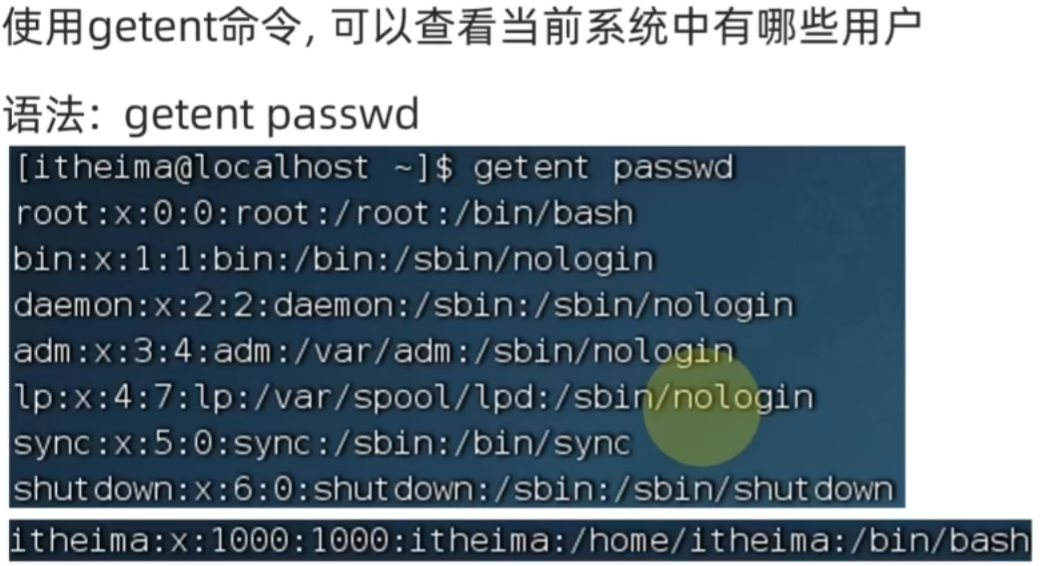 使用getent命令, 可以查看当前系统中有哪些用户
语法：getent passwd
[itheima@localhost ~]$ getent passwd
root:x:0:0:root:/root:/bin/bash
bin:x:1:1:bin:/bin:/sbin/nologin
daemon:x:2:2:daemon:/sbin:/sbin/nologin
adm:x:3:4:adm:/var/adm:/sbin/nologin
lp:x:4:7:lp:/var/spool/lpd:/sbin/nologin
sync:x:5:0:sync:/sbin:/bin/sync
shutdown:x:6:0:shutdown:/sbin:/sbin/shutdown
itheima:x:1000:1000:itheima:/home/itheima:/bin/bash